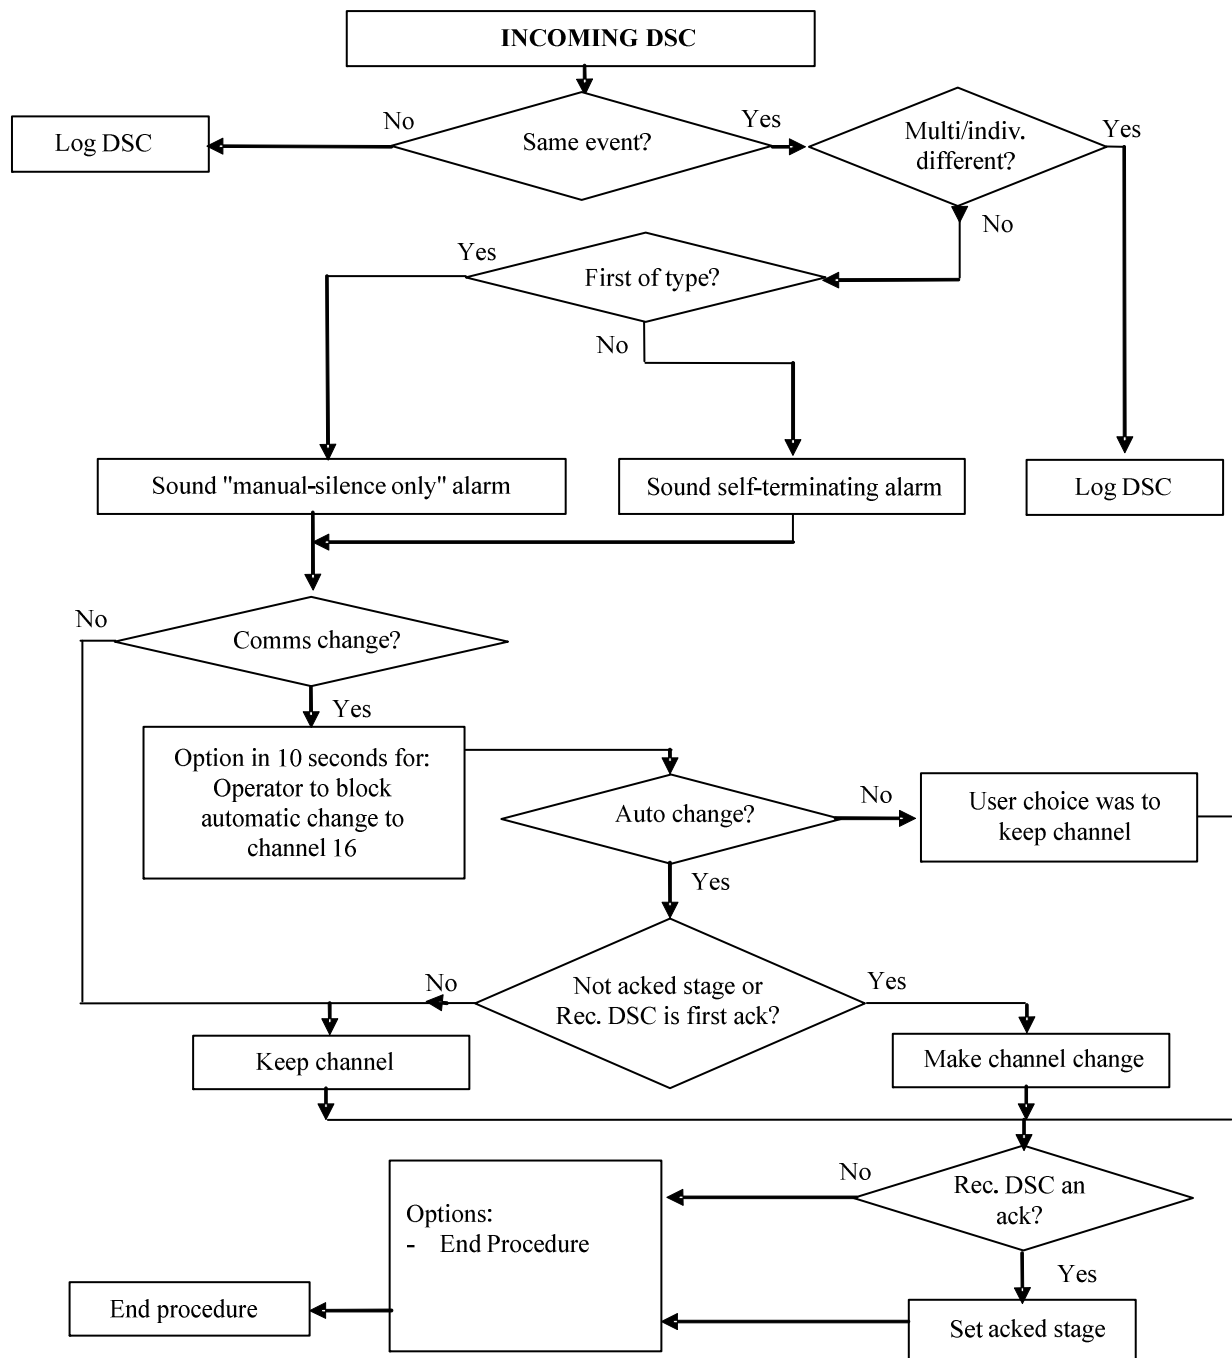 INCOMING DSC
No
Yes
Log DSC
Same event?
Multi/indiv.
different?
Yes
No
Yes
First of type?
No
Sound "manual-silence only" alarm
Sound self-terminating alarm
Log DSC
No
Comms change?
Yes
Option in 10 seconds for:
Operator to block
automatic change to
channel 16
Auto change?
No
User choice was to
keep channel
Yes
No
Not acked stage or
Rec. DSC is first ack?
Yes
Keep channel
Make channel change
No
Rec. DSC an
ack?
Options:
- End Procedure
Yes
End procedure
Set acked stage